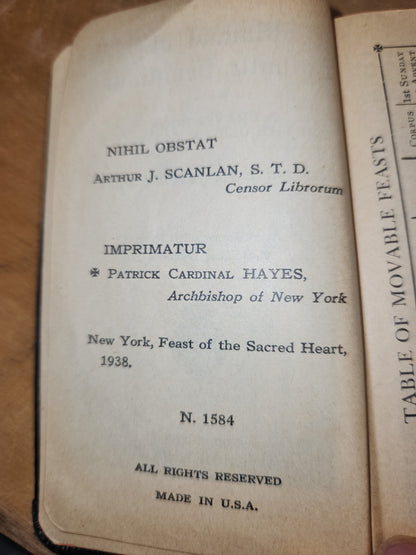 NIHIL OBSTAT
ARTHUR J. SCANLAN, S. T. D.
Censor Librorum
IMPRIMATUR
✠ PATRICK CARDINAL HAYES,
Archbishop of New York
New York, Feast of the Sacred Heart,
1938.
N. 1584
ALL RIGHTS RESERVED
MADE IN U.S.A.
TABLE OF MOVABLE FEASTS
CORPUS
1st SUNDAY
ADVENT